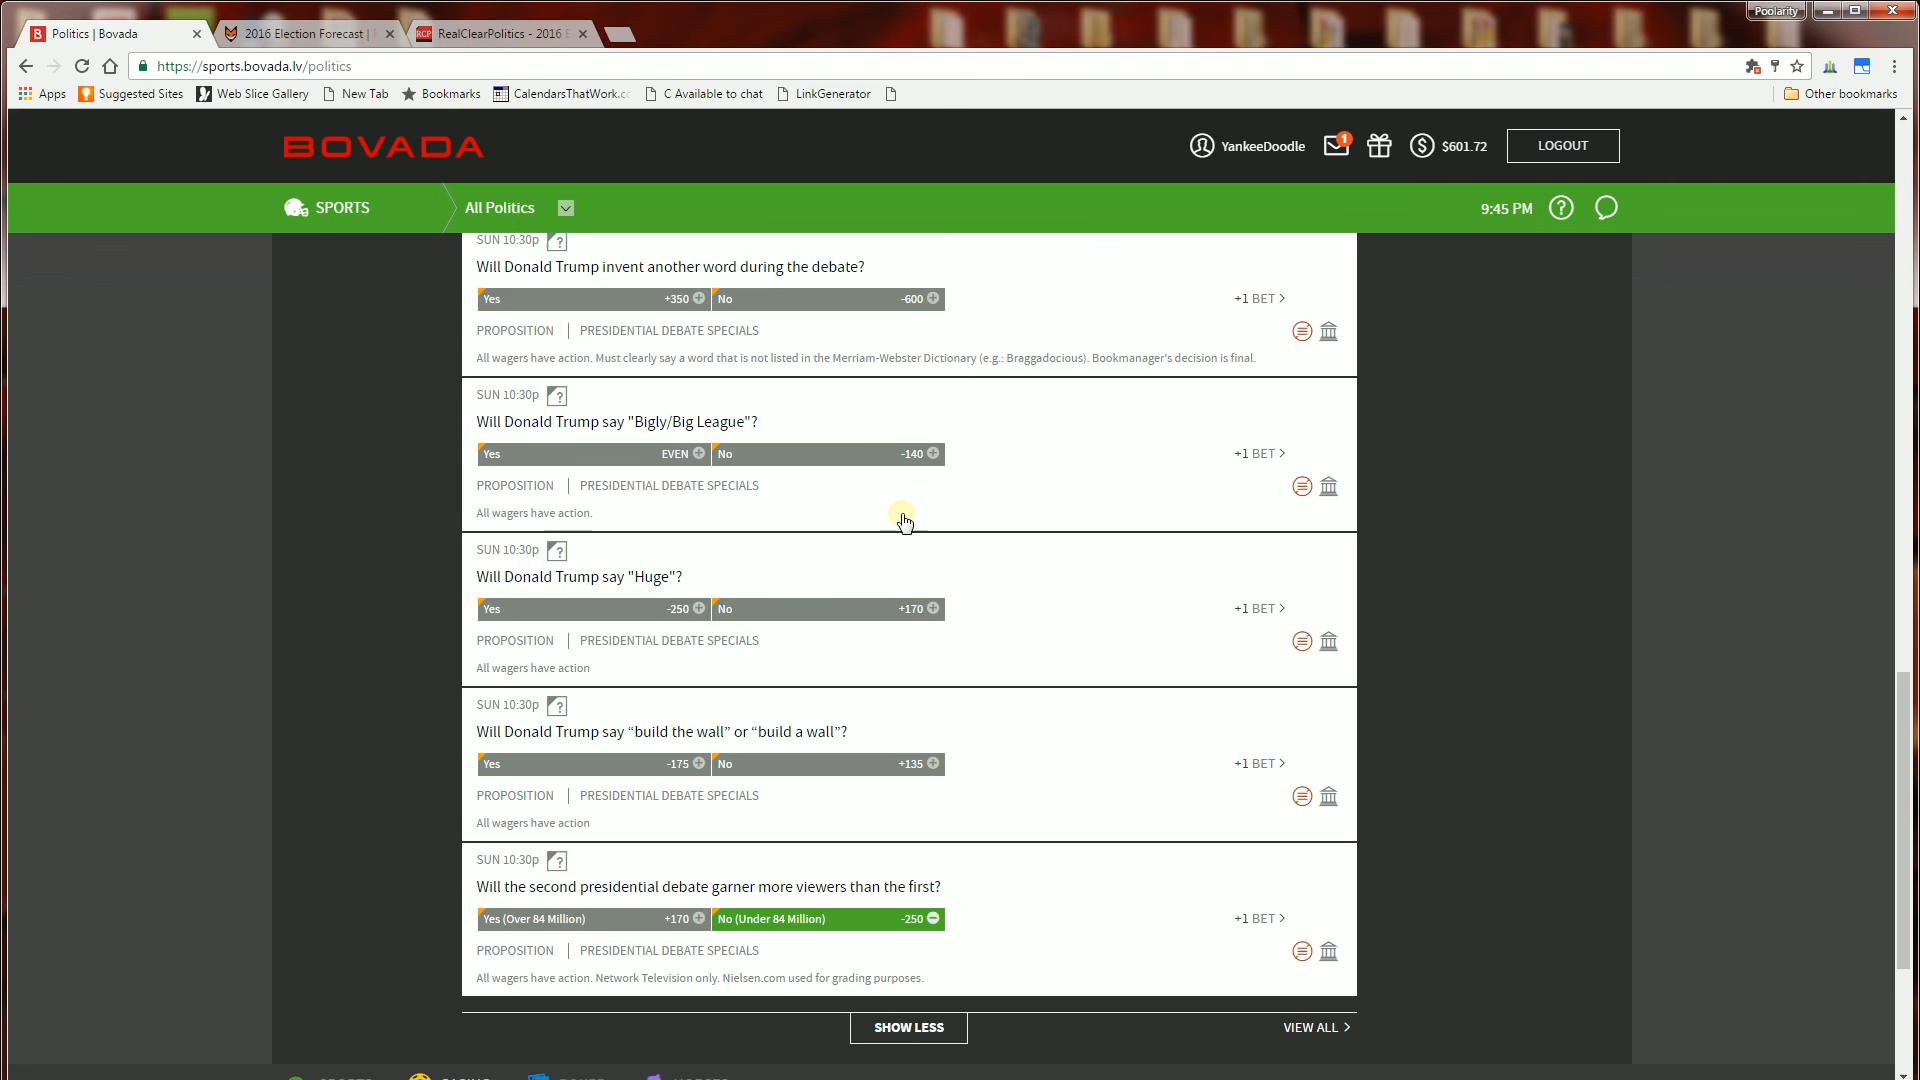 Poolarity
Politics | Bovada
2016 Election Forecast |
RealClearPolitics - 2016 E
https://sports.bovada.lv/politics
Apps Suggested Sites Web Slice Gallery New Tab Bookmarks CalendarsThatWork.c C Available to chat LinkGenerator Other bookmarks
BOVADA
YankeeDoodle 1 $601.72 LOGOUT
SPORTS All Politics 9:45 PM ?
SUN 10:30p ?
Will Donald Trump invent another word during the debate?
Yes +350 No -600 +1 BET >
PROPOSITION | PRESIDENTIAL DEBATE SPECIALS
All wagers have action. Must clearly say a word that is not listed in the Merriam-Webster Dictionary (e.g.: Braggadocious). Bookmanager's decision is final.
SUN 10:30p ?
Will Donald Trump say "Bigly/Big League"?
Yes EVEN No -140 +1 BET >
PROPOSITION | PRESIDENTIAL DEBATE SPECIALS
All wagers have action.
SUN 10:30p ?
Will Donald Trump say "Huge"?
Yes -250 No +170 +1 BET >
PROPOSITION | PRESIDENTIAL DEBATE SPECIALS
All wagers have action
SUN 10:30p ?
Will Donald Trump say “build the wall” or “build a wall”?
Yes -175 No +135 +1 BET >
PROPOSITION | PRESIDENTIAL DEBATE SPECIALS
All wagers have action
SUN 10:30p ?
Will the second presidential debate garner more viewers than the first?
Yes (Over 84 Million) +170 No (Under 84 Million) -250 +1 BET >
PROPOSITION | PRESIDENTIAL DEBATE SPECIALS
All wagers have action. Network Television only. Nielsen.com used for grading purposes.
SHOW LESS VIEW ALL >